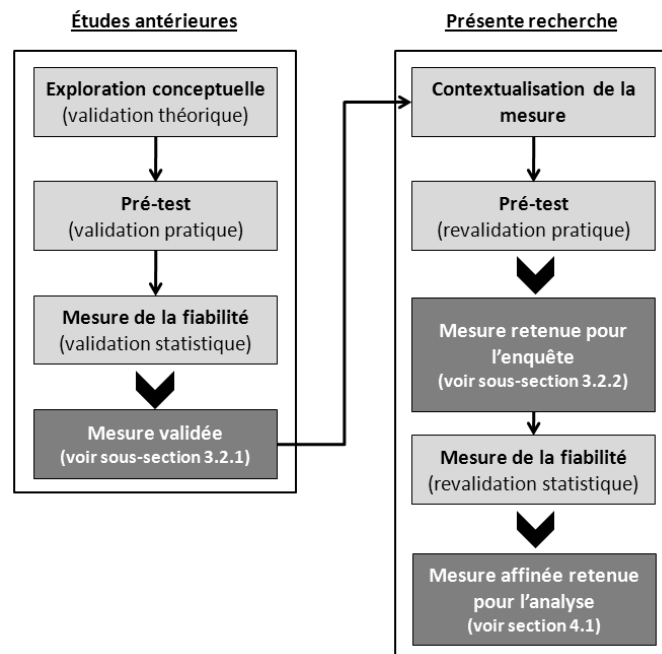 Études antérieures
Exploration conceptuelle
(validation théorique)
Pré-test
(validation pratique)
Mesure de la fiabilité
(validation statistique)
Mesure validée
(voir sous-section 3.2.1)
Présente recherche
Contextualisation de la
mesure
Pré-test
(revalidation pratique)
Mesure retenue pour
l'enquête
(voir sous-section 3.2.2)
Mesure de la fiabilité
(revalidation statistique)
Mesure affinée retenue
pour l'analyse
(voir section 4.1)